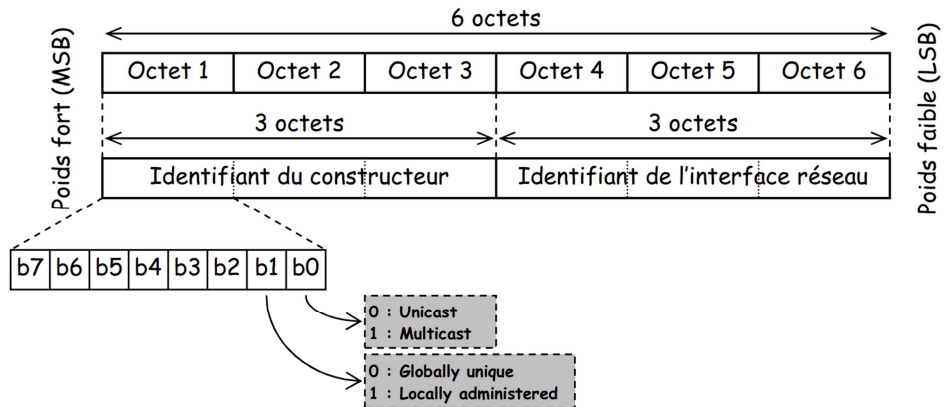 6 octets
Poids fort (MSB)
Octet 1 Octet 2 Octet 3 Octet 4 Octet 5 Octet 6
Poids faible (LSB)
3 octets 3 octets
Identifiant du constructeur Identifiant de l'interface réseau
b7 b6 b5 b4 b3 b2 b1 b0
0 : Unicast
1 : Multicast
0 : Globally unique
1 : Locally administered